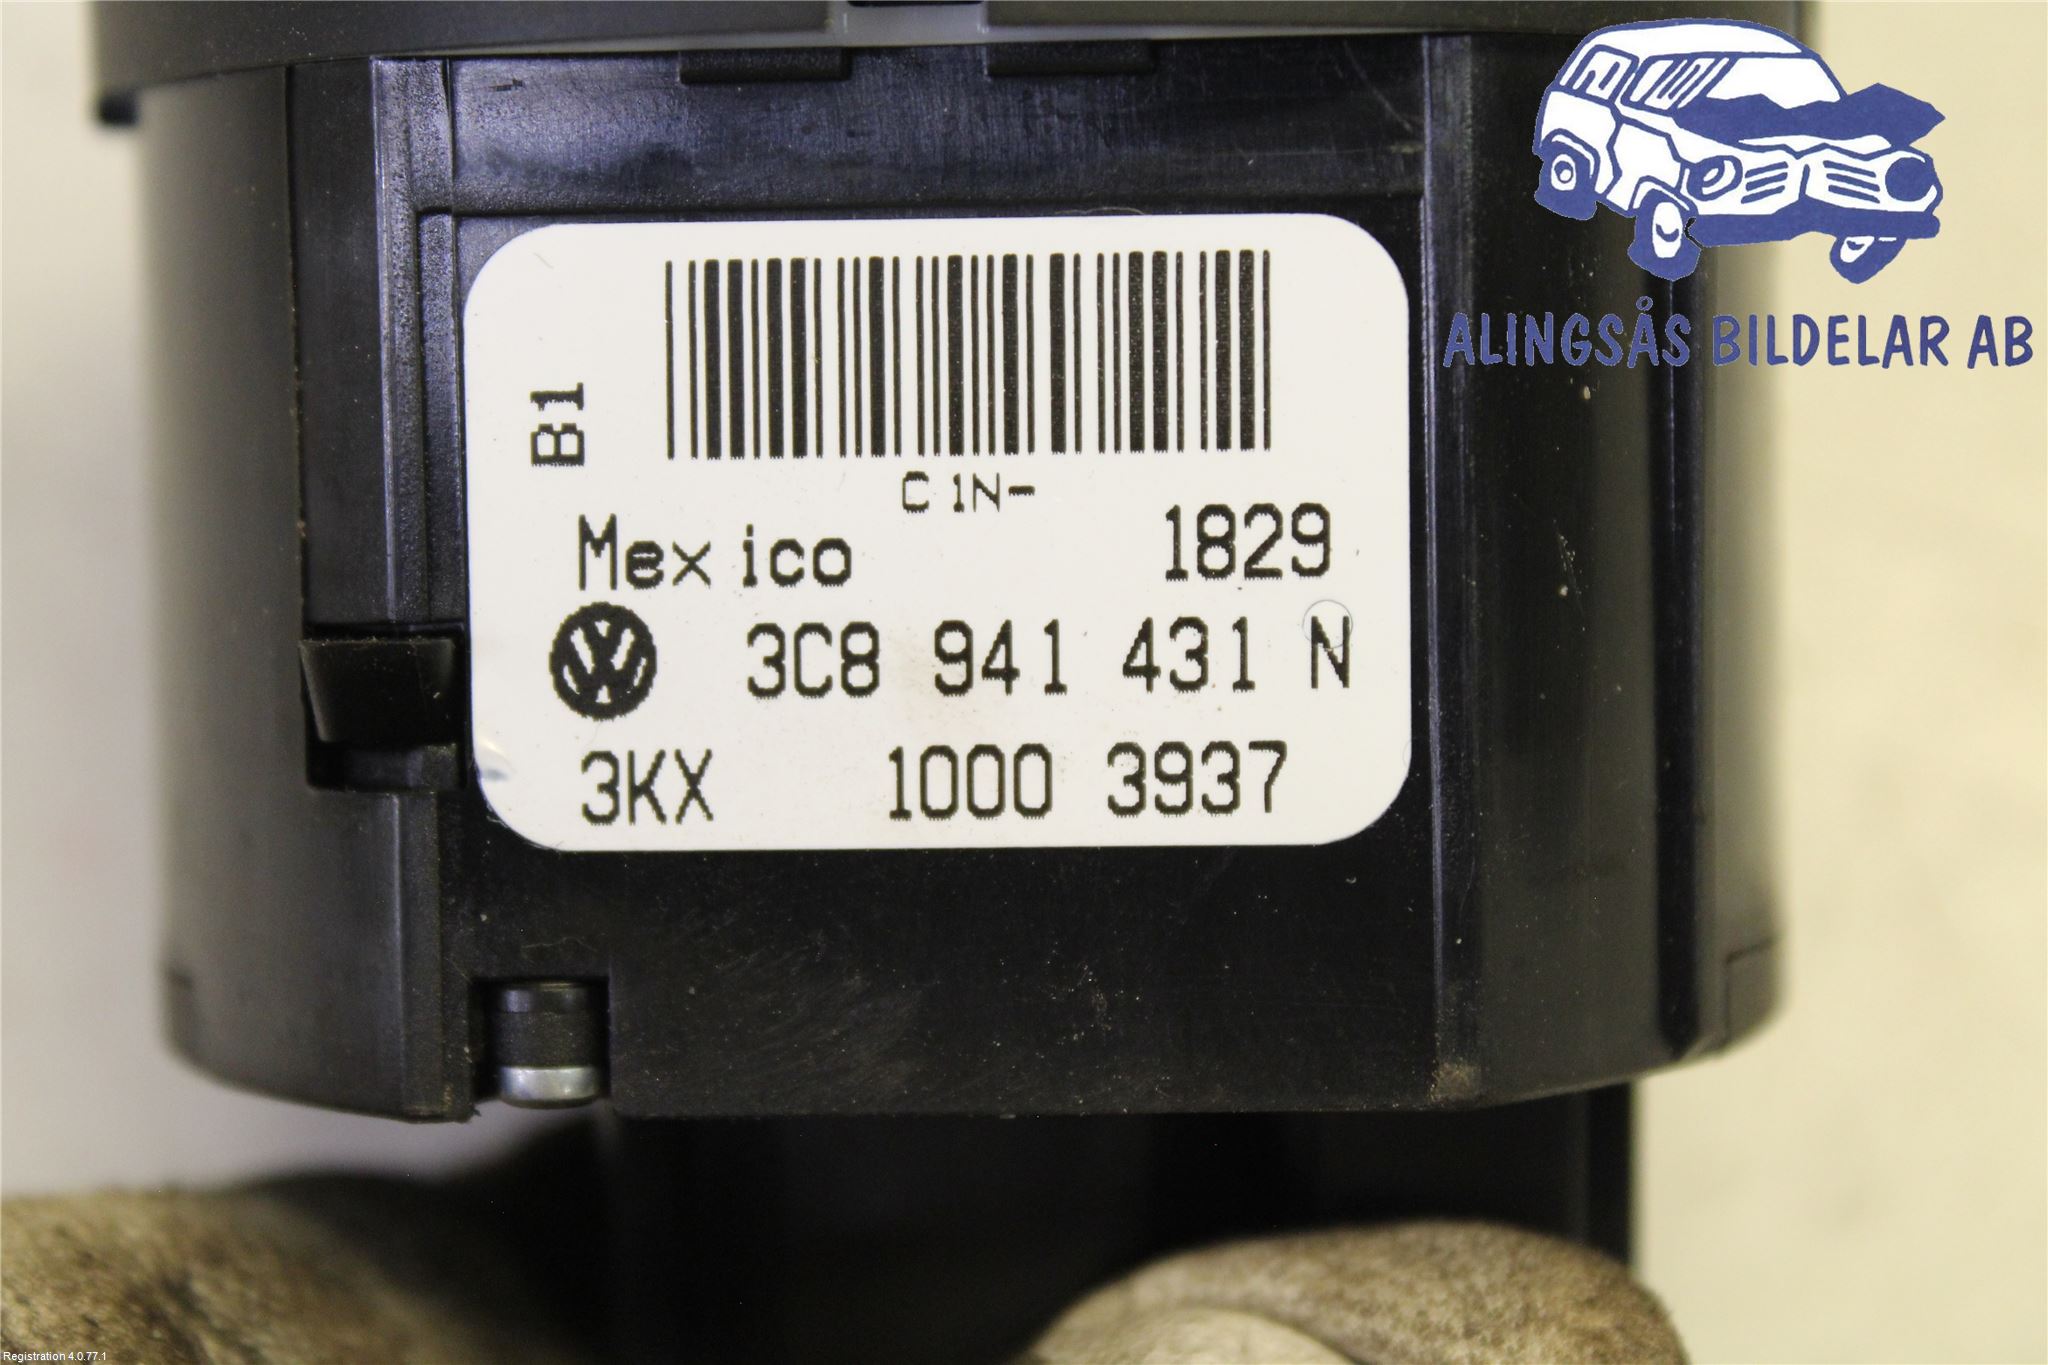 ALINGSÅS BILDELAR AB
B1
C 1N-
Mexico 1829
3C8 941 431 N
3KX 1000 3937
Registration 4.0.77.1